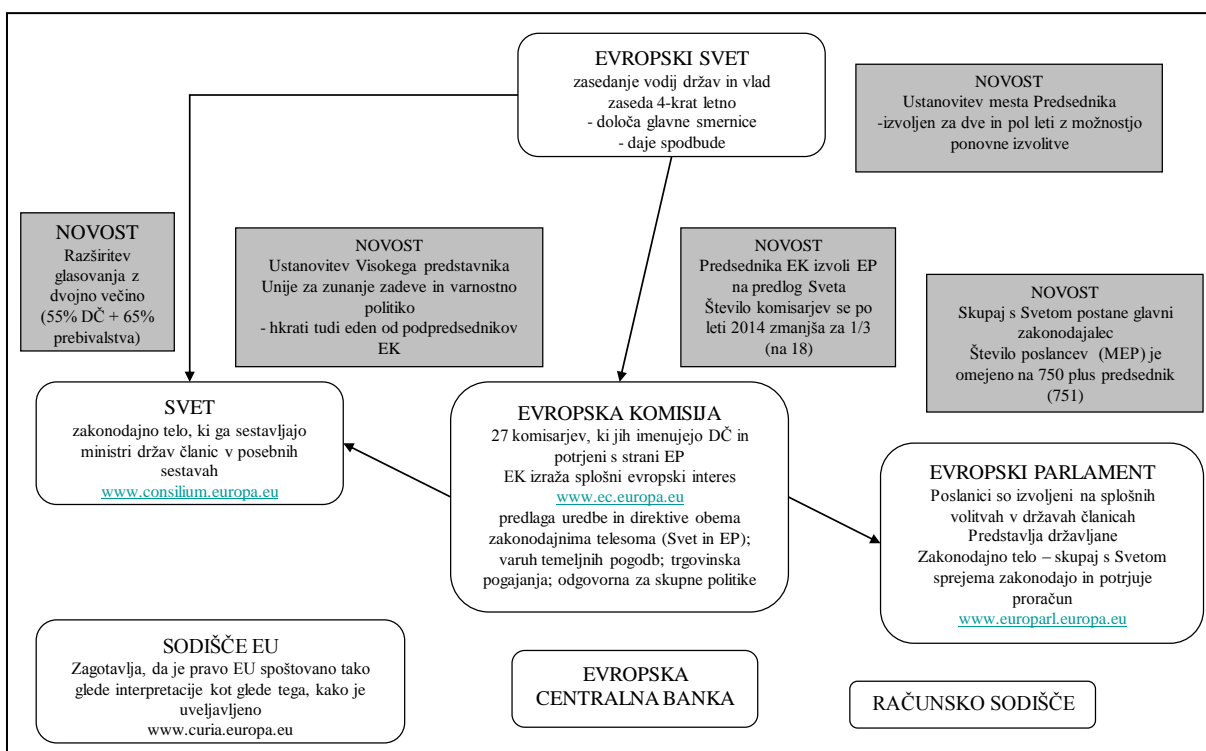 EVROPSKI SVET
zasedanje vodij držav in vlad
zaseda 4-krat letno
- določa glavne smernice
- daje spodbude
NOVOST
Ustanovitev mesta Predsednika
-izvoljen za dve in pol leti z možnostjo
ponovne izvolitve
NOVOST
Razširitev
glasovanja z
dvojno večino
(55% DČ + 65%
prebivalstva)
NOVOST
Ustanovitev Visokega predstavnika
Unije za zunanje zadeve in varnostno
politiko
- hkrati tudi eden od podpredsednikov
EK
NOVOST
Predsednika EK izvoli EP
na predlog Sveta
Število komisarjev se po
leti 2014 zmanjša za 1/3
(na 18)
NOVOST
Skupaj s Svetom postane glavni
zakonodajalec
Število poslancev (MEP) je
omejeno na 750 plus predsednik
(751)
SVET
zakonodajno telo, ki ga sestavljajo
ministri držav članic v posebnih
sestavah
www.consilium.europa.eu
EVROPSKA KOMISIJA
27 komisarjev, ki jih imenujejo DČ in
potrjeni s strani EP
EK izraža splošni evropski interes
www.ec.europa.eu
predlaga uredbe in direktive obema
zakonodajnima telesoma (Svet in EP);
varuh temeljnih pogodb; trgovinska
pogajanja; odgovorna za skupne politike
EVROPSKI PARLAMENT
Poslanici so izvoljeni na splošnih
volitvah v državah članicah
Predstavlja državljane
Zakonodajno telo – skupaj s Svetom
sprejema zakonodajo in potrjuje
proračun
www.europarl.europa.eu
SODIŠČE EU
Zagotavlja, da je pravo EU spoštovano tako
glede interpretacije kot glede tega, kako je
uveljavljeno
www.curia.europa.eu
EVROPSKA
CENTRALNA BANKA
RAČUNSKO SODIŠČE